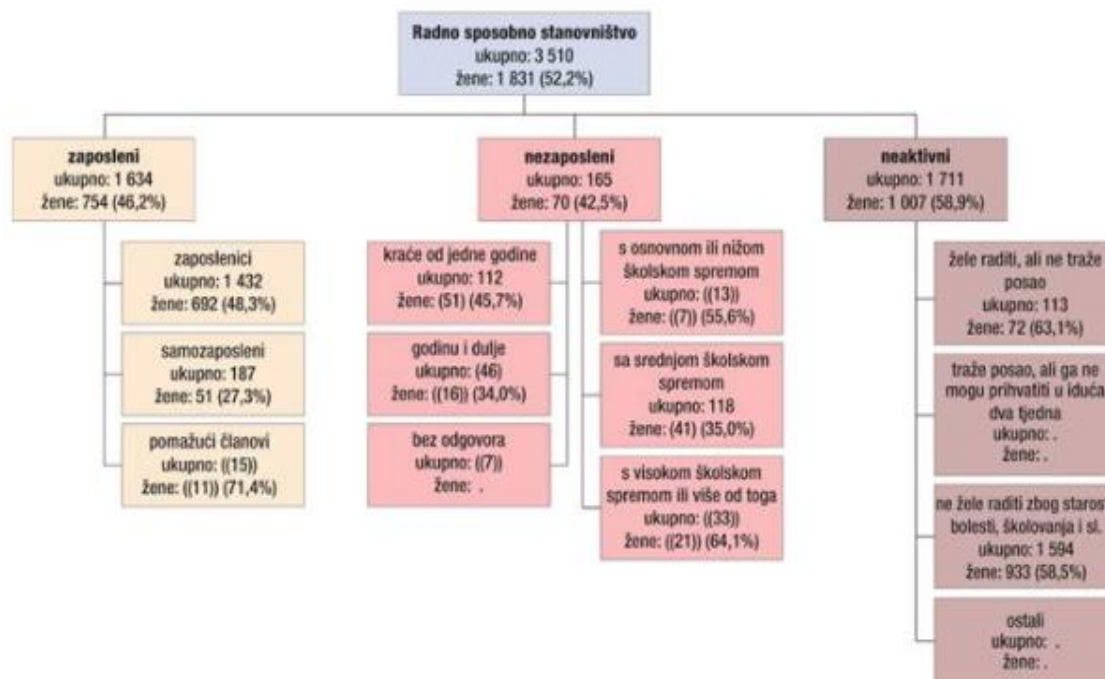 Radno sposobno stanovništvo
ukupno: 3 510
žene: 1 831 (52,2%)
zaposleni
ukupno: 1 634
žene: 754 (46,2%)
zaposlenici
ukupno: 1 432
žene: 692 (48,3%)
samozaposleni
ukupno: 187
žene: 51 (27,3%)
pomažući članovi
ukupno: ((15))
žene: ((11)) (71,4%)
nezaposleni
ukupno: 165
žene: 70 (42,5%)
kraće od jedne godine
ukupno: 112
žene: (51) (45,7%)
godinu i dulje
ukupno: (46)
žene: ((16)) (34,0%)
bez odgovora
ukupno: ((7))
žene: .
s osnovnom ili nižom
školskom spremom
ukupno: ((13))
žene: ((7)) (55,6%)
sa srednjom školskom
spremom
ukupno: 118
žene: (41) (35,0%)
s visokom školskom
spremom ili više od toga
ukupno: ((33))
žene: ((21)) (64,1%)
neaktivni
ukupno: 1 711
žene: 1 007 (58,9%)
žele raditi, ali ne traže
posao
ukupno: 113
žene: 72 (63,1%)
traže posao, ali ga ne
mogu prihvatiti u iduća
dva tjedna
ukupno: .
žene: .
ne žele raditi zbog starost
bolesti, školovanja i sl.
ukupno: 1 594
žene: 933 (58,5%)
ostali
ukupno: .
žene: .